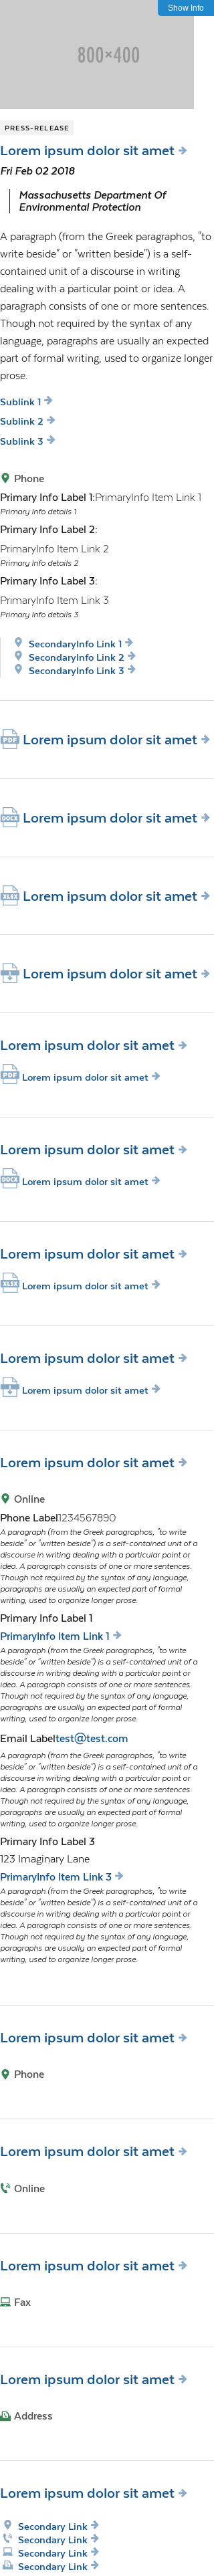 Show Info
800×400
PRESS-RELEASE
Lorem ipsum dolor sit amet
Fri Feb 02 2018
Massachusetts Department Of
Environmental Protection
A paragraph (from the Greek paragraphos, “to
write beside” or “written beside”) is a self-
contained unit of a discourse in writing
dealing with a particular point or idea. A
paragraph consists of one or more sentences.
Though not required by the syntax of any
language, paragraphs are usually an expected
part of formal writing, used to organize longer
prose.
Sublink 1
Sublink 2
Sublink 3
Phone
Primary Info Label 1:PrimaryInfo Item Link 1
Primary Info details 1
Primary Info Label 2:
PrimaryInfo Item Link 2
Primary Info details 2
Primary Info Label 3:
PrimaryInfo Item Link 3
Primary Info details 3
SecondaryInfo Link 1
SecondaryInfo Link 2
SecondaryInfo Link 3
PDF Lorem ipsum dolor sit amet
DOCX Lorem ipsum dolor sit amet
XLSX Lorem ipsum dolor sit amet
Lorem ipsum dolor sit amet
Lorem ipsum dolor sit amet
PDF Lorem ipsum dolor sit amet
Lorem ipsum dolor sit amet
DOCX Lorem ipsum dolor sit amet
Lorem ipsum dolor sit amet
XLSX Lorem ipsum dolor sit amet
Lorem ipsum dolor sit amet
Lorem ipsum dolor sit amet
Lorem ipsum dolor sit amet
Online
Phone Label1234567890
A paragraph (from the Greek paragraphos, “to write
beside” or “written beside”) is a self-contained unit of a
discourse in writing dealing with a particular point or
idea. A paragraph consists of one or more sentences.
Though not required by the syntax of any language,
paragraphs are usually an expected part of formal
writing, used to organize longer prose.
Primary Info Label 1
PrimaryInfo Item Link 1
A paragraph (from the Greek paragraphos, “to write
beside” or “written beside”) is a self-contained unit of a
discourse in writing dealing with a particular point or
idea. A paragraph consists of one or more sentences.
Though not required by the syntax of any language,
paragraphs are usually an expected part of formal
writing, used to organize longer prose.
Email Labeltest@test.com
A paragraph (from the Greek paragraphos, “to write
beside” or “written beside”) is a self-contained unit of a
discourse in writing dealing with a particular point or
idea. A paragraph consists of one or more sentences.
Though not required by the syntax of any language,
paragraphs are usually an expected part of formal
writing, used to organize longer prose.
Primary Info Label 3
123 Imaginary Lane
PrimaryInfo Item Link 3
A paragraph (from the Greek paragraphos, “to write
beside” or “written beside”) is a self-contained unit of a
discourse in writing dealing with a particular point or
idea. A paragraph consists of one or more sentences.
Though not required by the syntax of any language,
paragraphs are usually an expected part of formal
writing, used to organize longer prose.
Lorem ipsum dolor sit amet
Phone
Lorem ipsum dolor sit amet
Online
Lorem ipsum dolor sit amet
Fax
Lorem ipsum dolor sit amet
Address
Lorem ipsum dolor sit amet
Secondary Link
Secondary Link
Secondary Link
Secondary Link